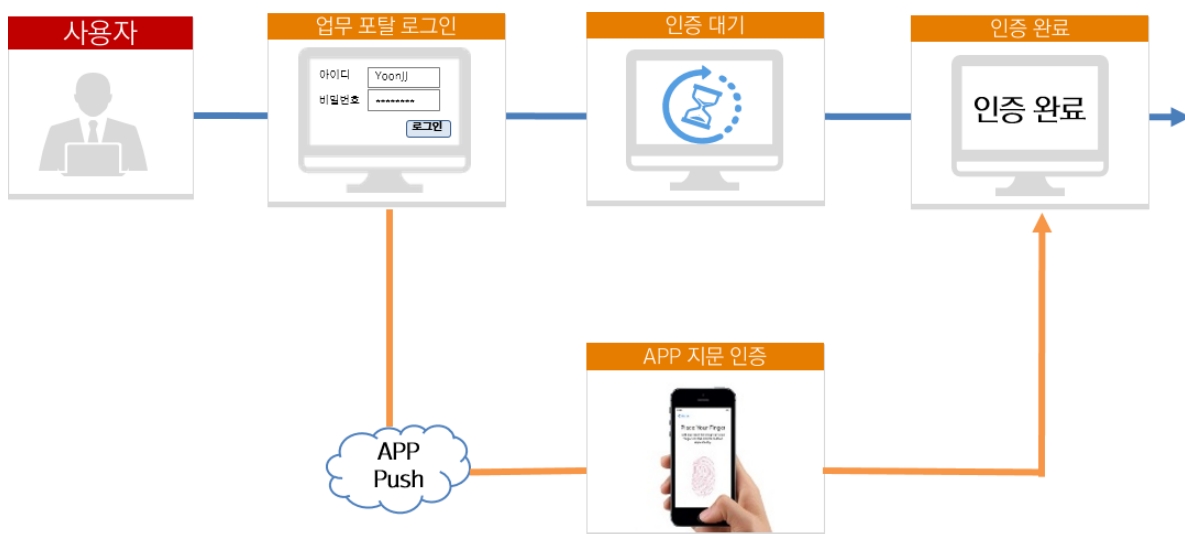 사용자
업무 포탈 로그인
인증 대기
인증 완료
아이디 YoonJJ
비밀번호 ********
로그인
인증 완료
APP 지문 인증
Place Your Finger
APP
Push